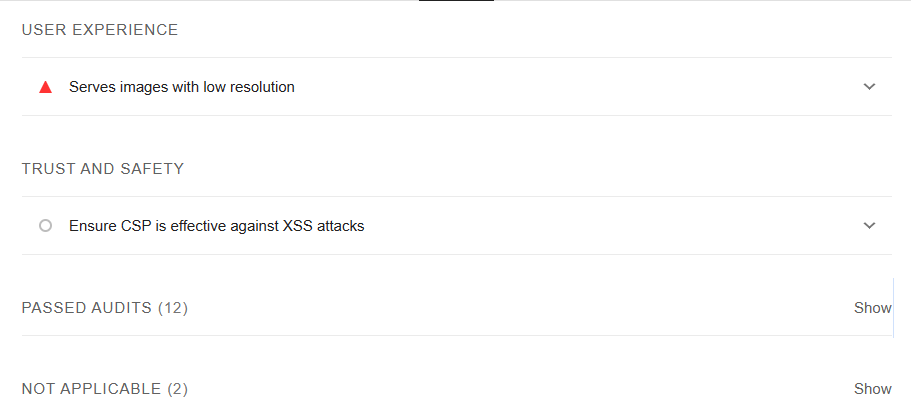 USER EXPERIENCE
Serves images with low resolution
TRUST AND SAFETY
Ensure CSP is effective against XSS attacks
PASSED AUDITS (12) Show
NOT APPLICABLE (2) Show